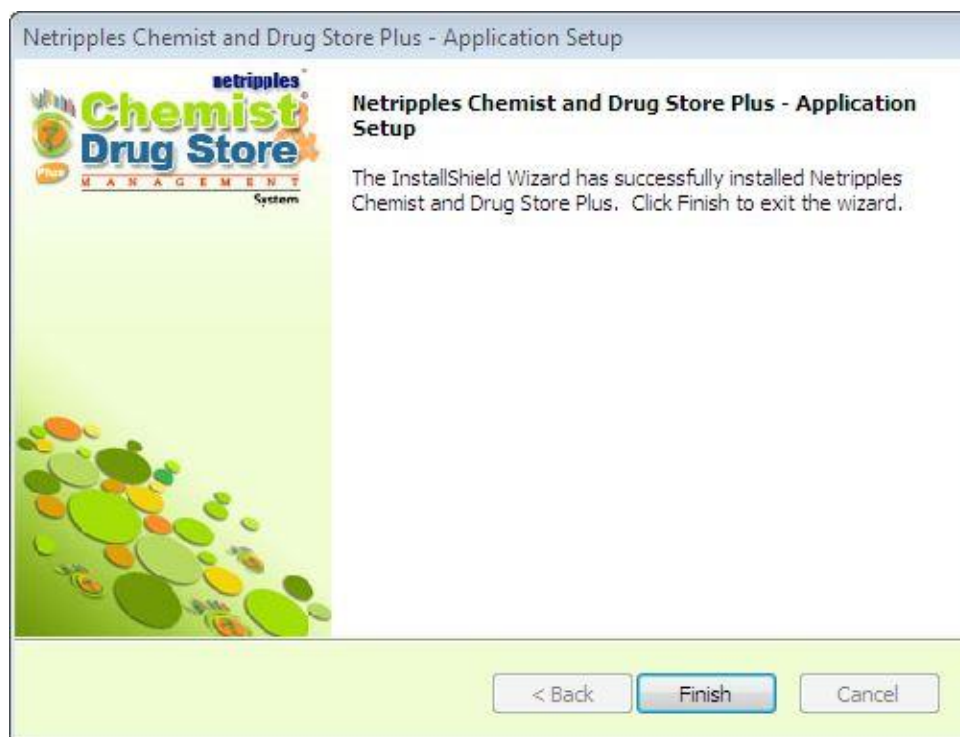 Netripples Chemist and Drug Store Plus - Application Setup
netripples
Chemist
Drug Store
Plus
MANAGEMENT
System
Netripples Chemist and Drug Store Plus - Application
Setup
The InstallShield Wizard has successfully installed Netripples
Chemist and Drug Store Plus. Click Finish to exit the wizard.
< Back
Finish
Cancel